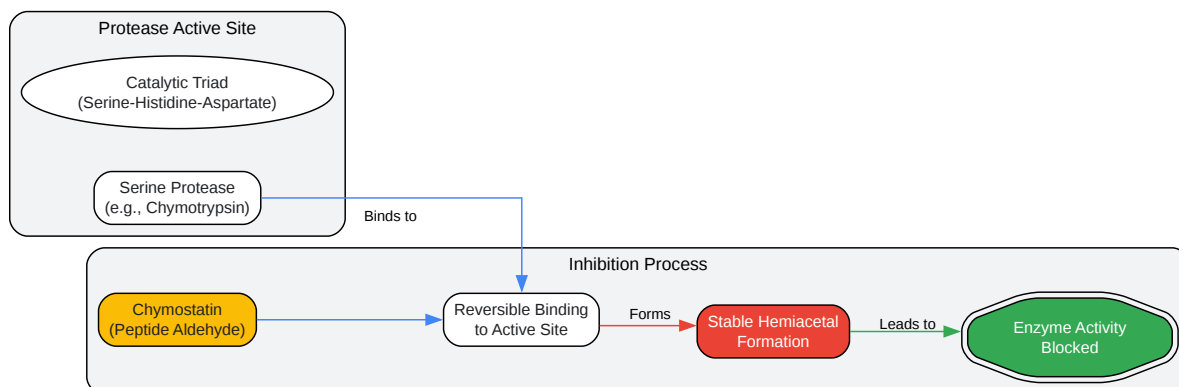 Protease Active Site
Catalytic Triad
(Serine-Histidine-Aspartate)
Serine Protease
(e.g., Chymotrypsin)
Binds to
Inhibition Process
Chymostatin
(Peptide Aldehyde)
Reversible Binding
to Active Site
Forms
Stable Hemiacetal
Formation
Leads to
Enzyme Activity
Blocked